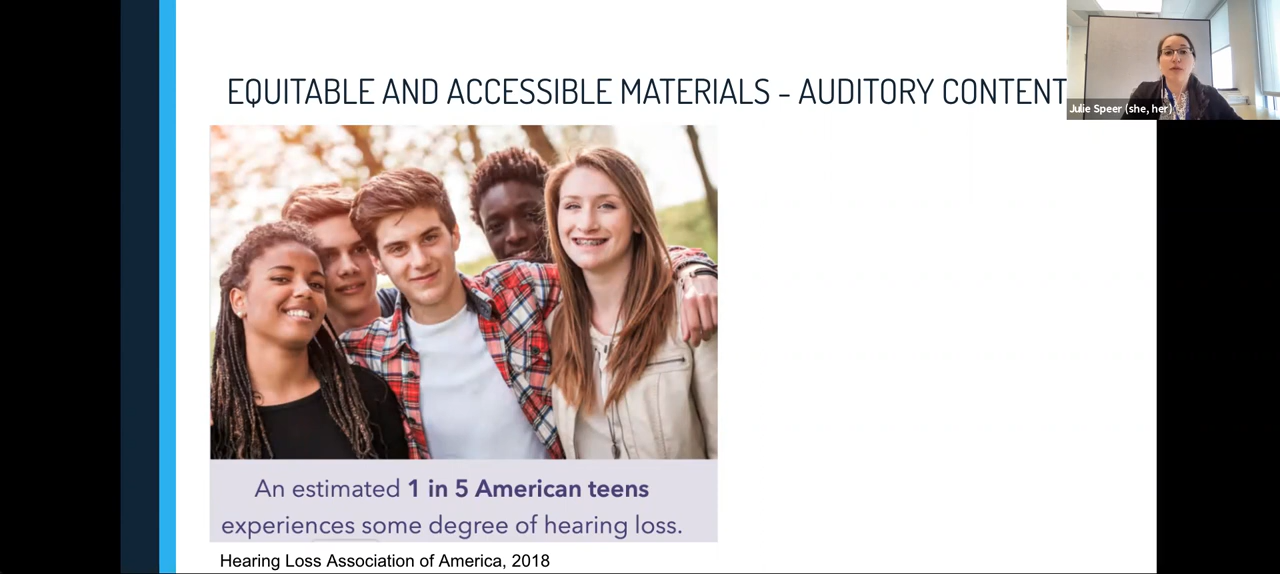 EQUITABLE AND ACCESSIBLE MATERIALS - AUDITORY CONTENT
Julie Speer (she, her)
An estimated 1 in 5 American teens
experiences some degree of hearing loss.
Hearing Loss Association of America, 2018